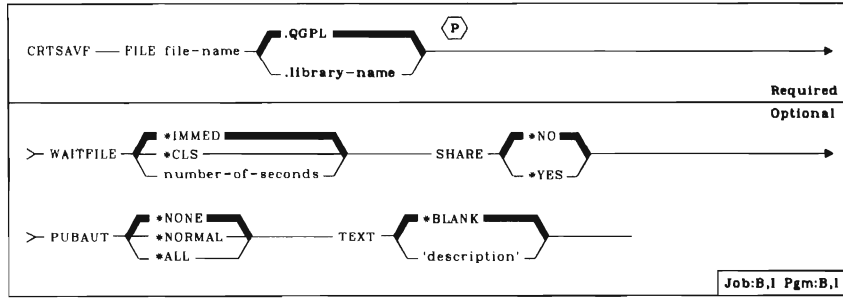 .QGPL
P
CRTSAVF FILE file-name
.library-name
Required
Optional
*IMMED *NO
WAITFILE *CLS SHARE
number-of-seconds *YES
*NONE *BLANK
PUBAUT *NORMAL TEXT
*ALL 'description'
Job:B,I Pgm:B,I